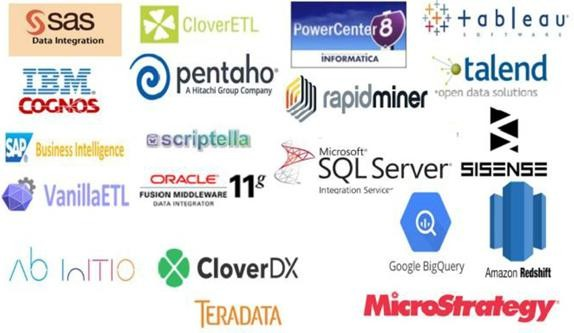 sas
Data Integration
CloverETL
PowerCenter 8
INFORMATICA
+ableau
SOFTWARE
IBM
COGNOS
pentaho
A Hitachi Group Company
rapidminer
talend
open data solutions
SAP Business Intelligence
scriptella
Microsoft
SQL Server
Integration Services
SISENSE
VanillaETL
ORACLE
FUSION MIDDLEWARE 11g
DATA INTEGRATOR
Google BigQuery
Amazon Redshift
Ab InITIO
CloverDX
TERADATA
MicroStrategy